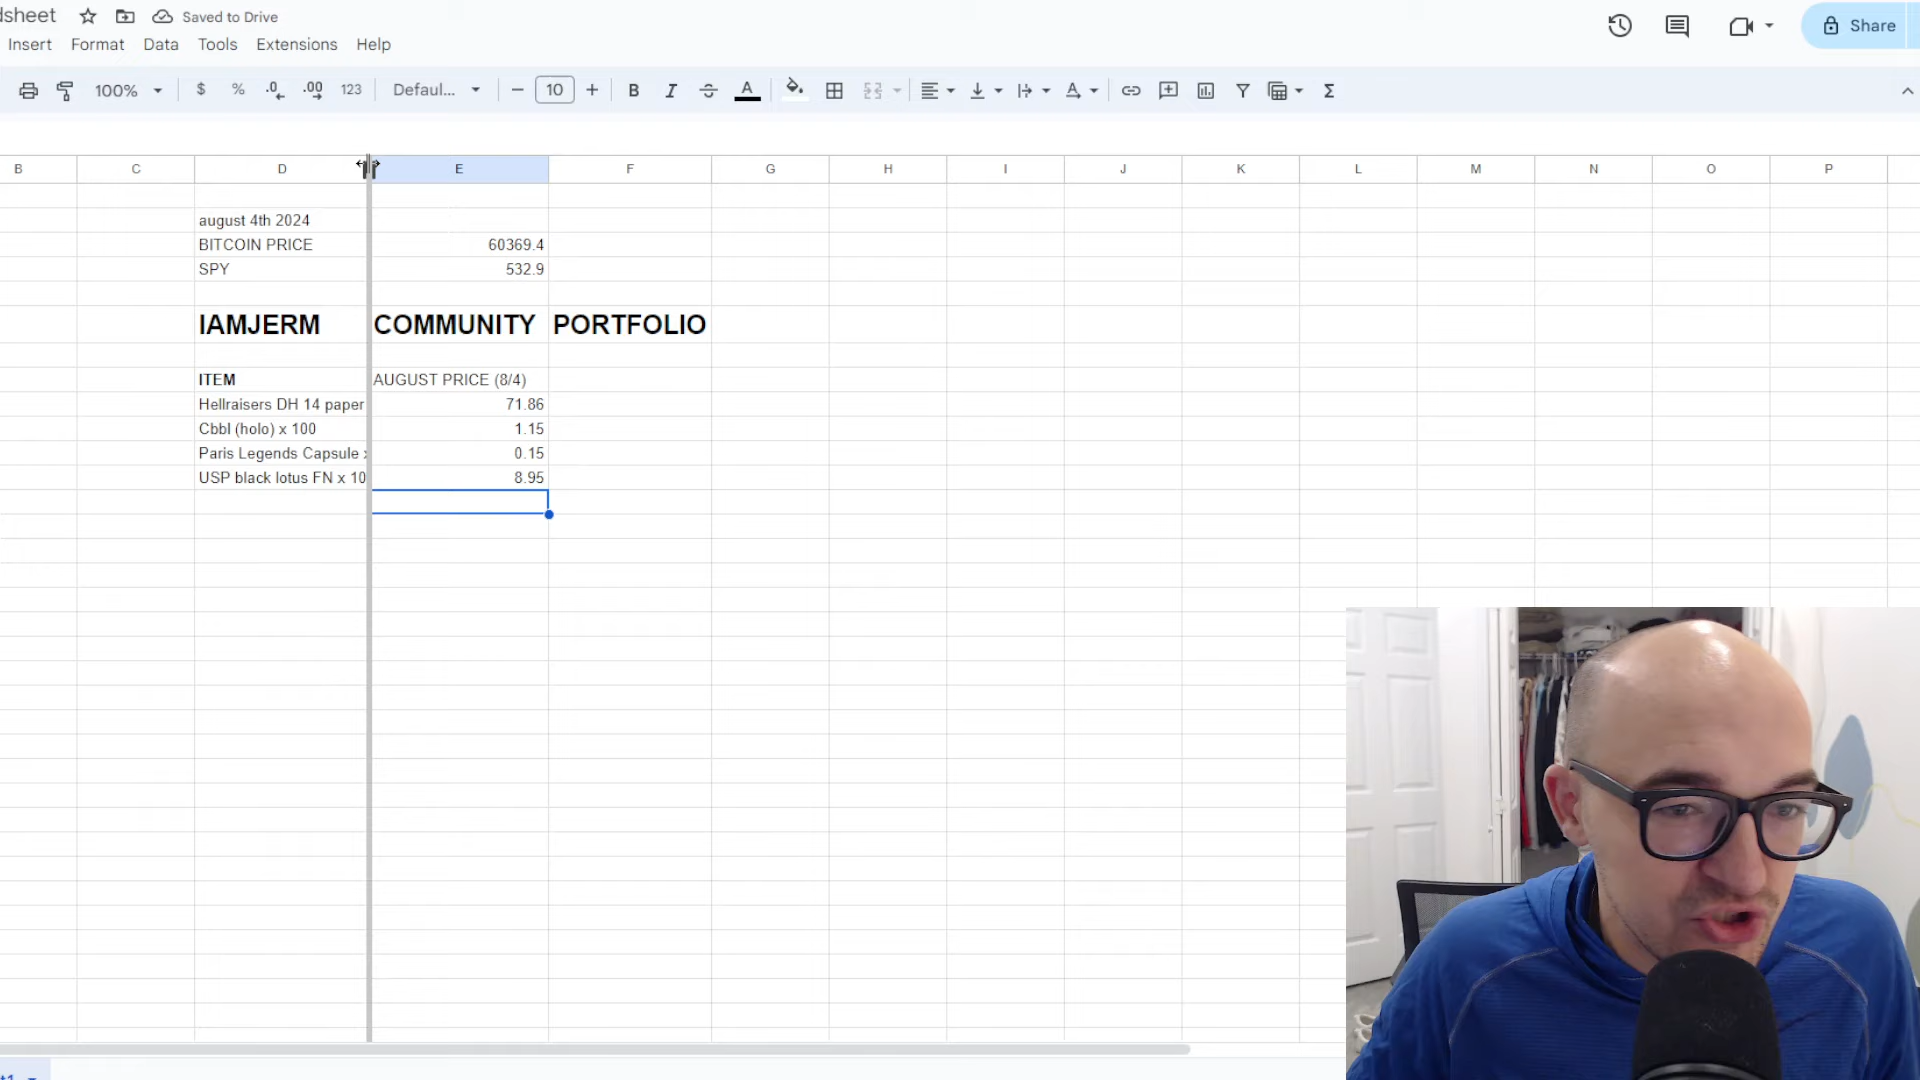 dsheet Saved to Drive
Insert Format Data Tools Extensions Help
Share
100% $ % .0 .00 123 Defaul... 10 B I A Σ
B C D E F G H I J K L M N O P
august 4th 2024
BITCOIN PRICE 60369.4
SPY 532.9
IAMJERM COMMUNITY PORTFOLIO
ITEM AUGUST PRICE (8/4)
Hellraisers DH 14 paper 71.86
Cbbl (holo) x 100 1.15
Paris Legends Capsule 0.15
USP black lotus FN x 10 8.95